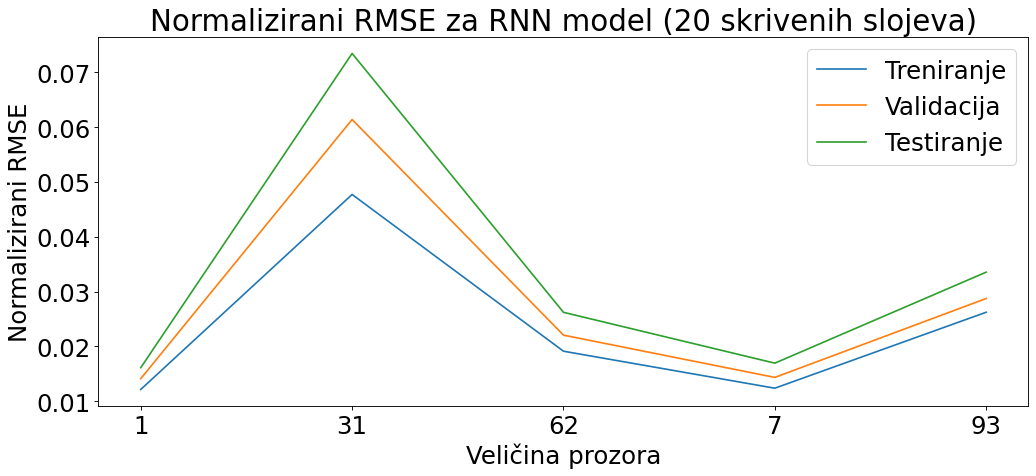 Normalizirani RMSE za RNN model (20 skrivenih slojeva)
Normalizirani RMSE
0.07
0.06
0.05
0.04
0.03
0.02
0.01
Treniranje
Validacija
Testiranje
1 31 62 7 93
Veličina prozora